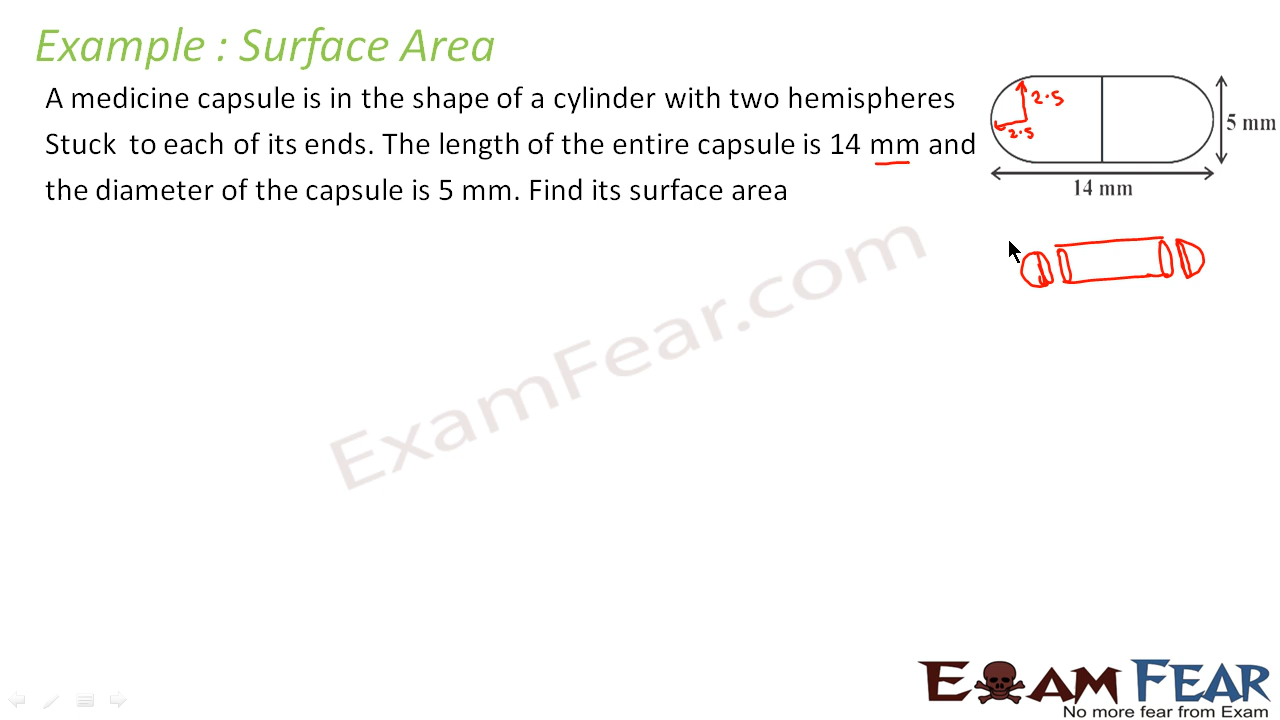 Example : Surface Area
A medicine capsule is in the shape of a cylinder with two hemispheres
Stuck to each of its ends. The length of the entire capsule is 14 mm and
the diameter of the capsule is 5 mm. Find its surface area
2.5
2.5
5 mm
14 mm
ExamFear.com
EXAM FEAR
No more fear from Exam